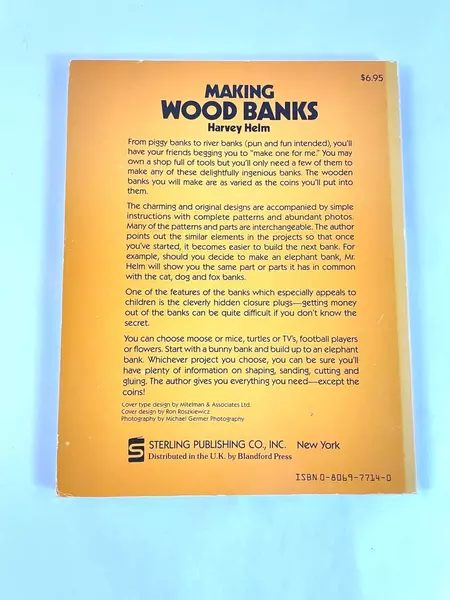 $6.95
MAKING
WOOD BANKS
Harvey Helm
From piggy banks to river banks (pun and fun intended), you'll
have your friends begging you to "make one for me." You may
own a shop full of tools but you'll only need a few of them to
make any of these delightfully ingenious banks. The wooden
banks you will make are as varied as the coins you'll put into
them.
The charming and original designs are accompanied by simple
instructions with complete patterns and abundant photos.
Many of the patterns and parts are interchangeable. The author
points out the similar elements in the projects so that once
you've started, it becomes easier to build the next bank. For
example, should you decide to make an elephant bank, Mr.
Helm will show you the same part or parts it has in common
with the cat, dog and fox banks.
One of the features of the banks which especially appeals to
children is the cleverly hidden closure plugs—getting money
out of the banks can be quite difficult if you don't know the
secret.
You can choose moose or mice, turtles or TV's, football players
or flowers. Start with a bunny bank and build up to an elephant
bank. Whichever project you choose, you can be sure you'll
have plenty of information on shaping, sanding, cutting and
gluing. The author gives you everything you need—except the
coins!
Cover type design by Mitelman & Associates Ltd.
Cover design by Ron Roszkiewicz
Photography by Michael Germer Photography
S STERLING PUBLISHING CO., INC. New York
Distributed in the U.K. by Blandford Press
ISBN 0-8069-7714-0